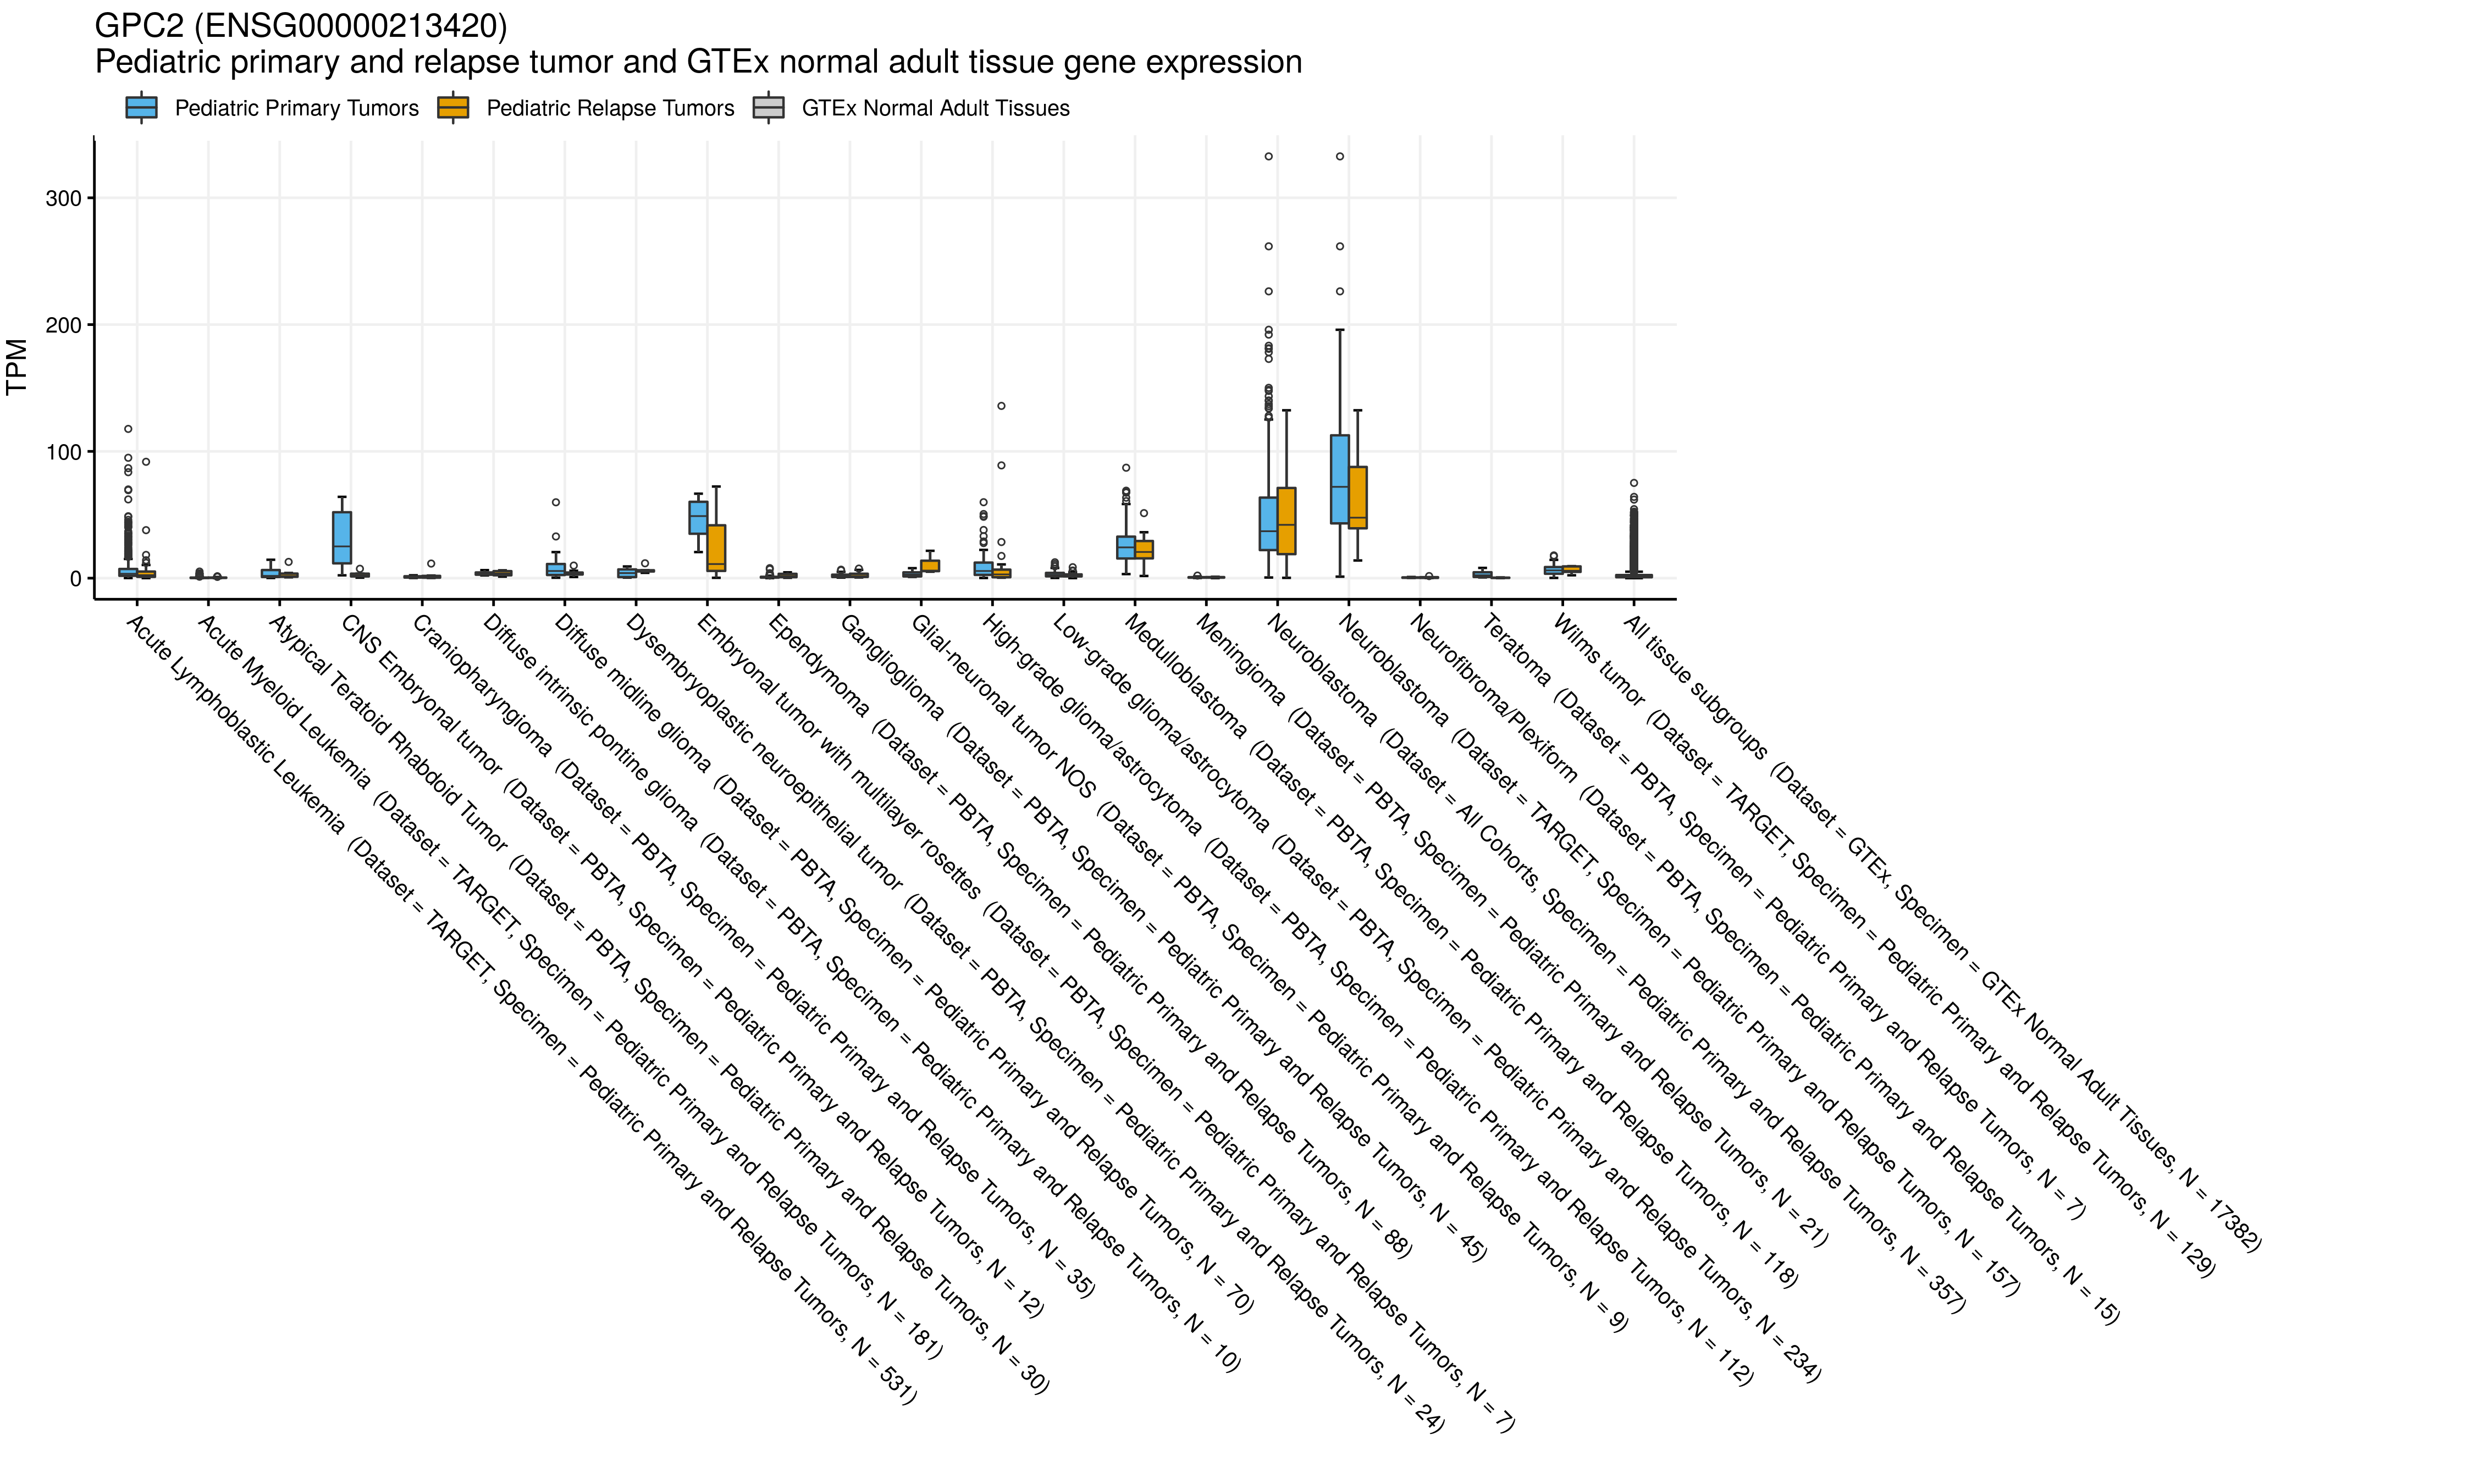 GPC2 (ENSG00000213420)
Pediatric primary and relapse tumor and GTEx normal adult tissue gene expression
Pediatric Primary Tumors
Pediatric Relapse Tumors
GTEx Normal Adult Tissues
TPM
300
200
100
0
Acute Lymphoblastic Leukemia (Dataset = TARGET, Specimen = Pediatric Primary and Relapse Tumors, N = 531)
Acute Myeloid Leukemia (Dataset = TARGET, Specimen = Pediatric Primary and Relapse Tumors, N = 181)
Atypical Teratoid Rhabdoid Tumor (Dataset = PBTA, Specimen = Pediatric Primary and Relapse Tumors, N = 30)
CNS Embryonal tumor (Dataset = PBTA, Specimen = Pediatric Primary and Relapse Tumors, N = 12)
Craniopharyngioma (Dataset = PBTA, Specimen = Pediatric Primary and Relapse Tumors, N = 35)
Diffuse intrinsic pontine glioma (Dataset = PBTA, Specimen = Pediatric Primary and Relapse Tumors, N = 10)
Diffuse midline glioma (Dataset = PBTA, Specimen = Pediatric Primary and Relapse Tumors, N = 70)
Dysembryoplastic neuroepithelial tumor (Dataset = PBTA, Specimen = Pediatric Primary and Relapse Tumors, N = 24)
Embryonal tumor with multilayer rosettes (Dataset = PBTA, Specimen = Pediatric Primary and Relapse Tumors, N = 7)
Ependymoma (Dataset = PBTA, Specimen = Pediatric Primary and Relapse Tumors, N = 88)
Ganglioglioma (Dataset = PBTA, Specimen = Pediatric Primary and Relapse Tumors, N = 45)
Glial-neuronal tumor NOS (Dataset = PBTA, Specimen = Pediatric Primary and Relapse Tumors, N = 9)
High-grade glioma/astrocytoma (Dataset = PBTA, Specimen = Pediatric Primary and Relapse Tumors, N = 112)
Low-grade glioma/astrocytoma (Dataset = PBTA, Specimen = Pediatric Primary and Relapse Tumors, N = 234)
Medulloblastoma (Dataset = PBTA, Specimen = Pediatric Primary and Relapse Tumors, N = 118)
Meningioma (Dataset = PBTA, Specimen = Pediatric Primary and Relapse Tumors, N = 21)
Neuroblastoma (Dataset = All Cohorts, Specimen = Pediatric Primary and Relapse Tumors, N = 357)
Neuroblastoma (Dataset = TARGET, Specimen = Pediatric Primary and Relapse Tumors, N = 157)
Neurofibroma/Plexiform (Dataset = PBTA, Specimen = Pediatric Primary and Relapse Tumors, N = 15)
Teratoma (Dataset = PBTA, Specimen = Pediatric Primary and Relapse Tumors, N = 7)
Wilms tumor (Dataset = TARGET, Specimen = Pediatric Primary and Relapse Tumors, N = 129)
All tissue subgroups (Dataset = GTEx, Specimen = GTEx Normal Adult Tissues, N = 17382)